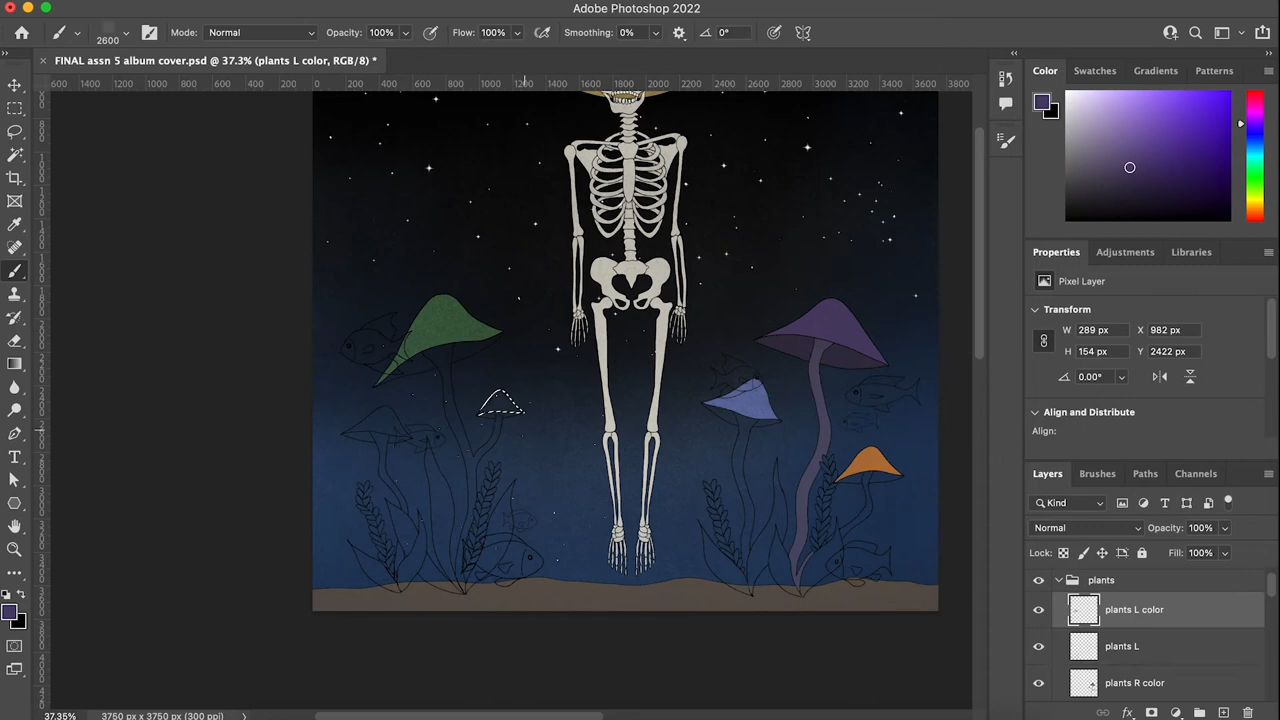 Adobe Photoshop 2022
2600 Mode: Normal Opacity: 100% Flow: 100% Smoothing: 0% 0°
FINAL assn 5 album cover.psd @ 37.3% (plants L color, RGB/8) *
600 400 200 0 200 400 600 800 1000 1200 1400 1600 1800 2000 2200 2400 2600 2800 3000 3200 3400 3600 3800
Color Swatches Gradients Patterns
Properties Adjustments Libraries
Pixel Layer
Transform
W 289 px X 982 px
H 154 px Y 2422 px
0.00°
Align and Distribute
Align:
Layers Brushes Paths Channels
Kind
Normal Opacity: 100%
Lock: Fill: 100%
plants
plants L color
plants L
plants R color
37.35% 3750 px x 3750 px (300 ppi)